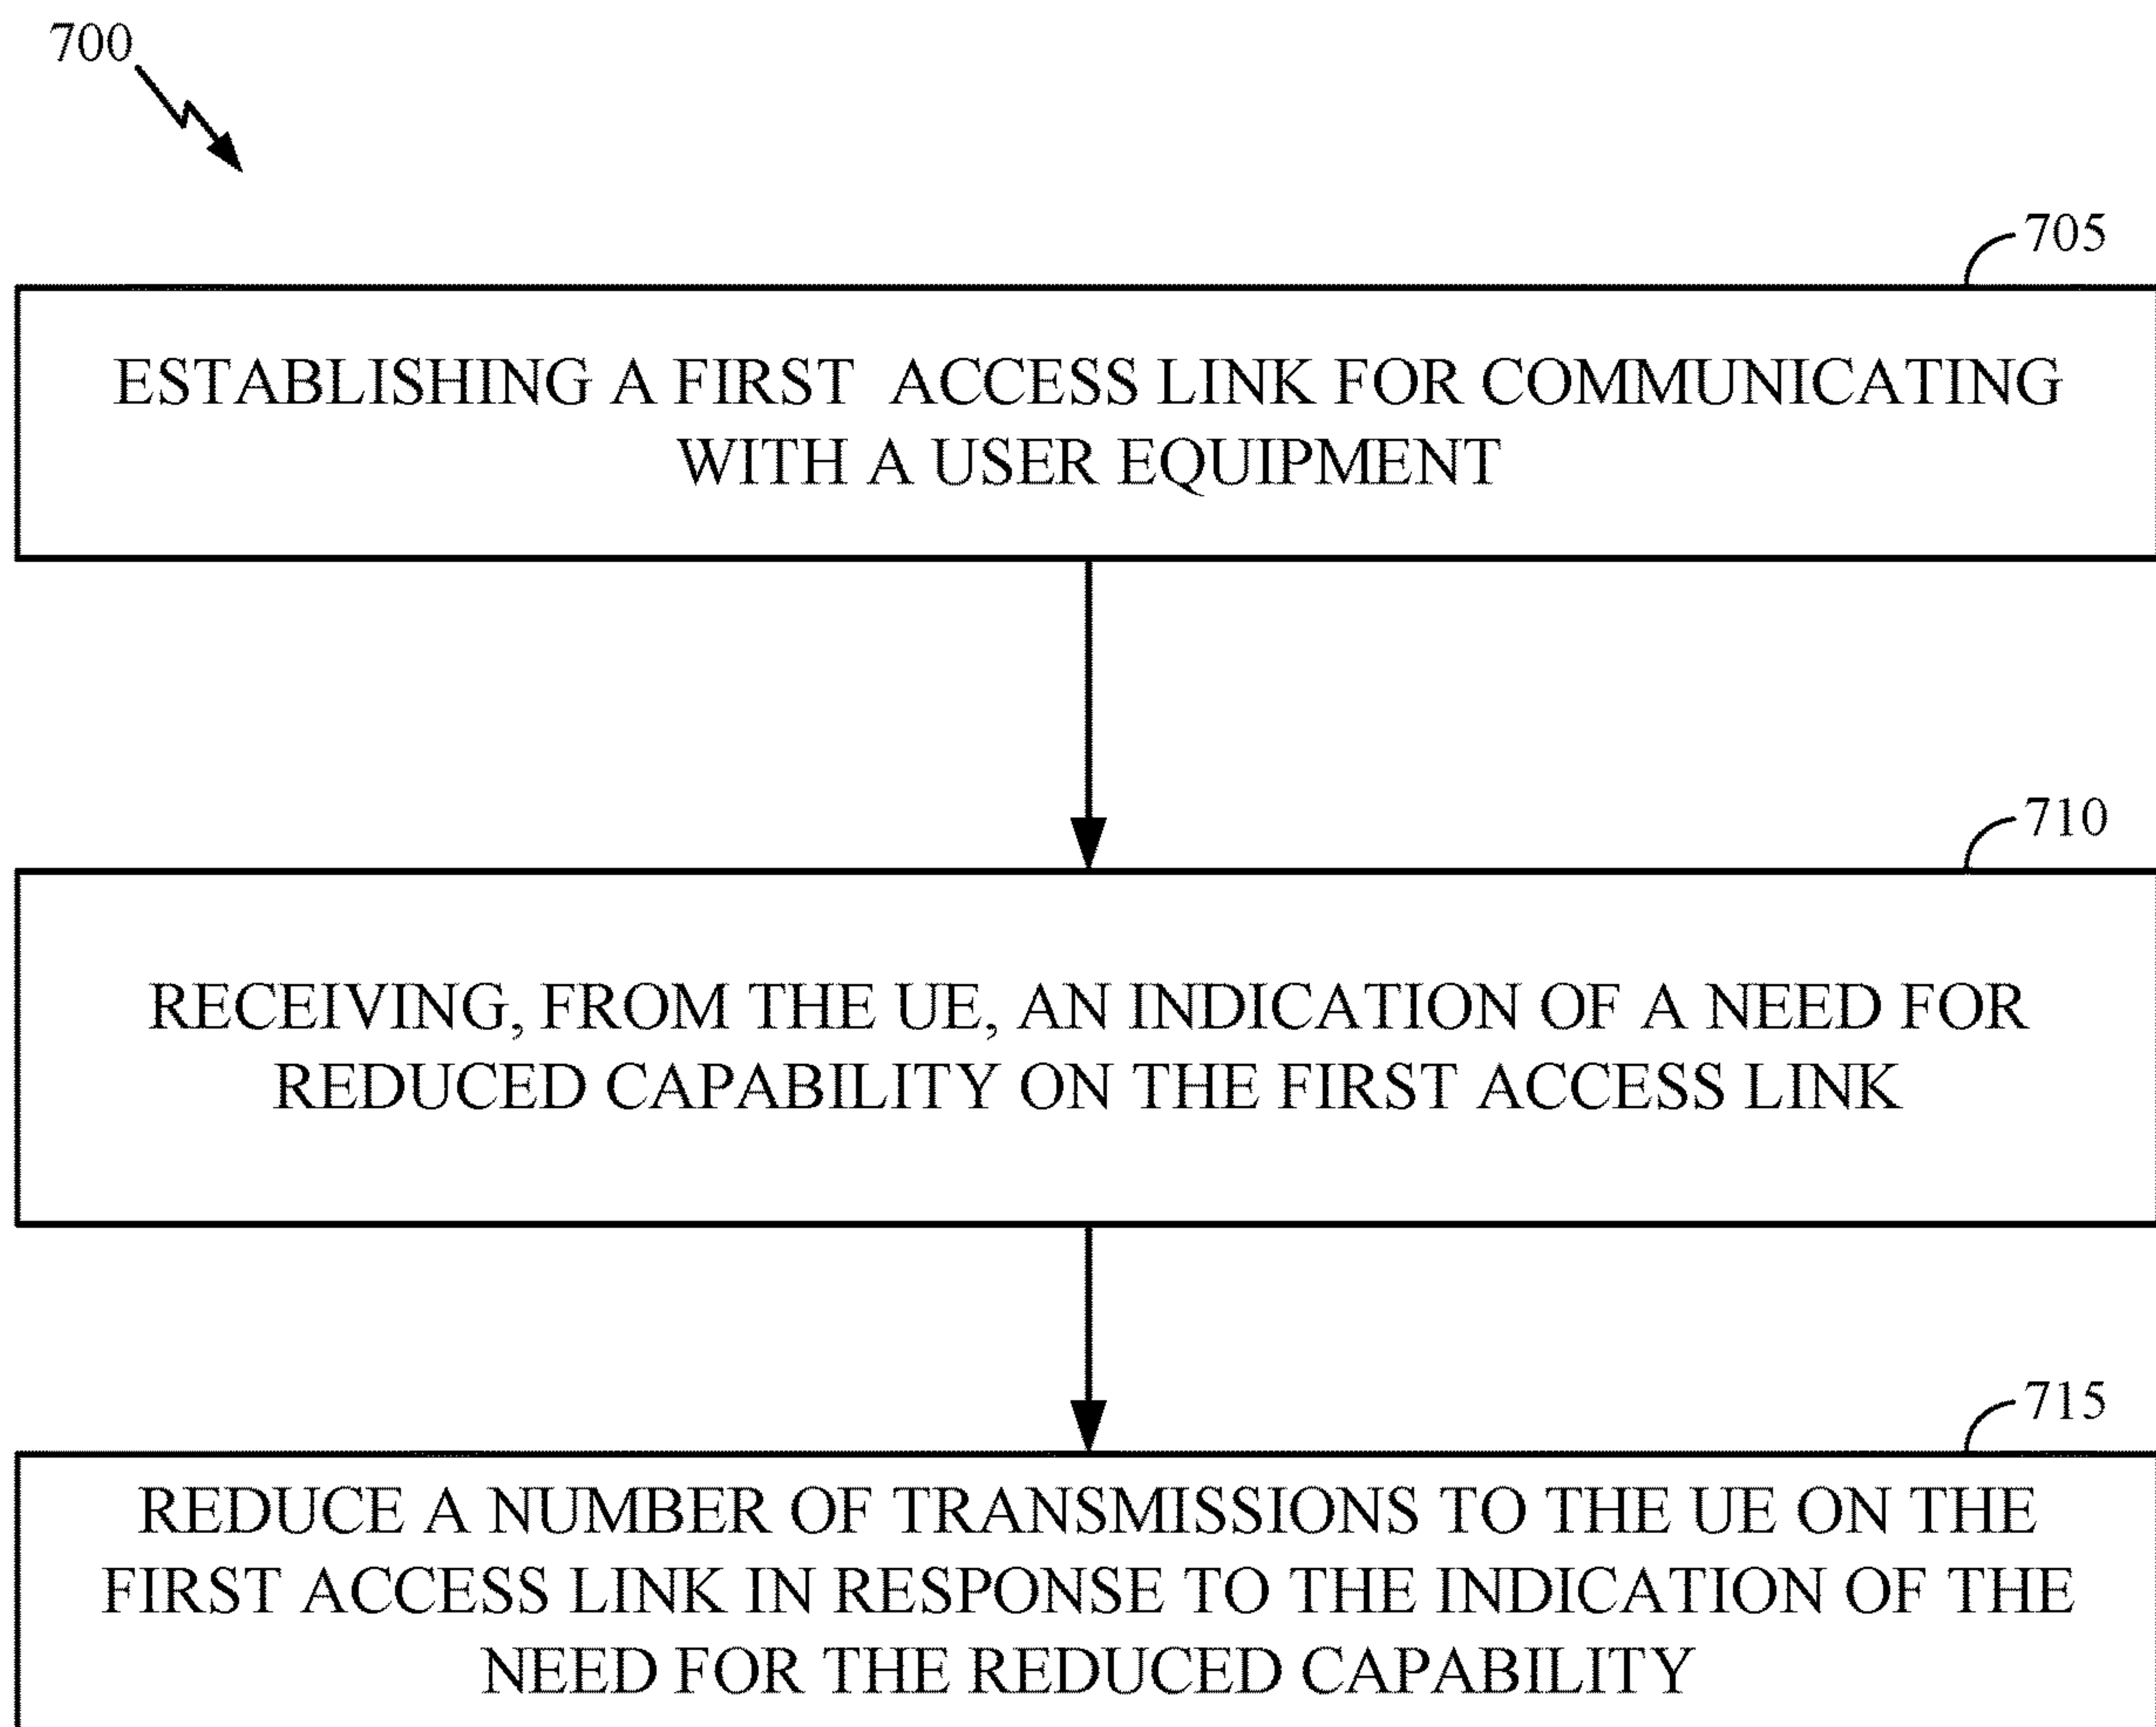 700
705
ESTABLISHING A FIRST ACCESS LINK FOR COMMUNICATING
WITH A USER EQUIPMENT
710
RECEIVING, FROM THE UE, AN INDICATION OF A NEED FOR
REDUCED CAPABILITY ON THE FIRST ACCESS LINK
715
REDUCE A NUMBER OF TRANSMISSIONS TO THE UE ON THE
FIRST ACCESS LINK IN RESPONSE TO THE INDICATION OF THE
NEED FOR THE REDUCED CAPABILITY